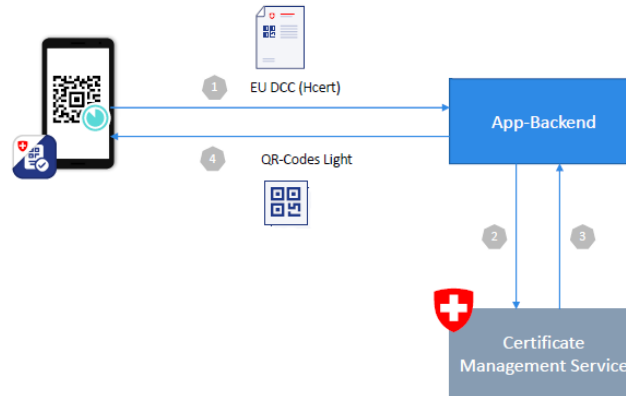 1
EU DCC (Hcert)
App-Backend
4
QR-Codes Light
2
3
Certificate
Management Service